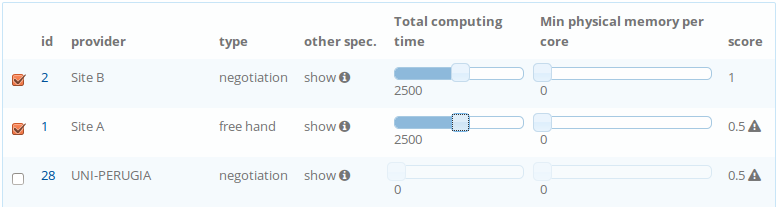 id provider type other spec. Total computing time Min physical memory per core score
2 Site B negotiation show 2500 0 1
1 Site A free hand show 2500 0 0.5
28 UNI-PERUGIA negotiation show 0 0 0.5